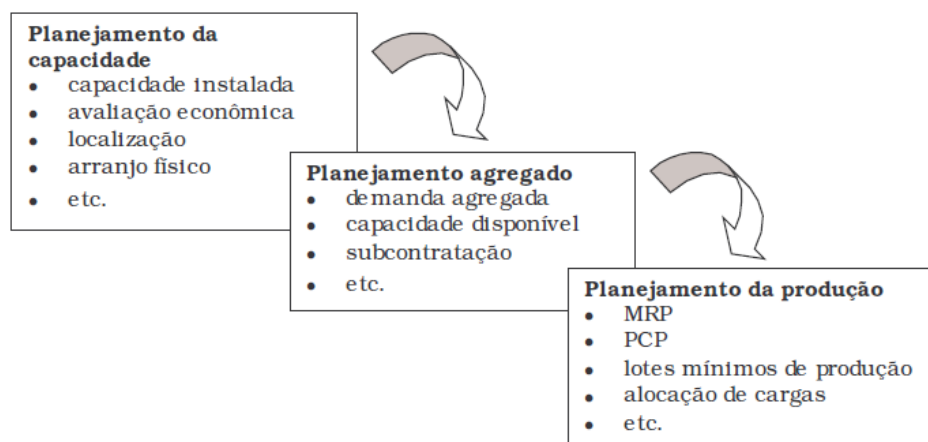 Planejamento da
capacidade
• capacidade instalada
• avaliação econômica
• localização
• arranjo físico
• etc.
Planejamento agregado
• demanda agregada
• capacidade disponível
• subcontratação
• etc.
Planejamento da produção
• MRP
• PCP
• lotes mínimos de produção
• alocação de cargas
• etc.